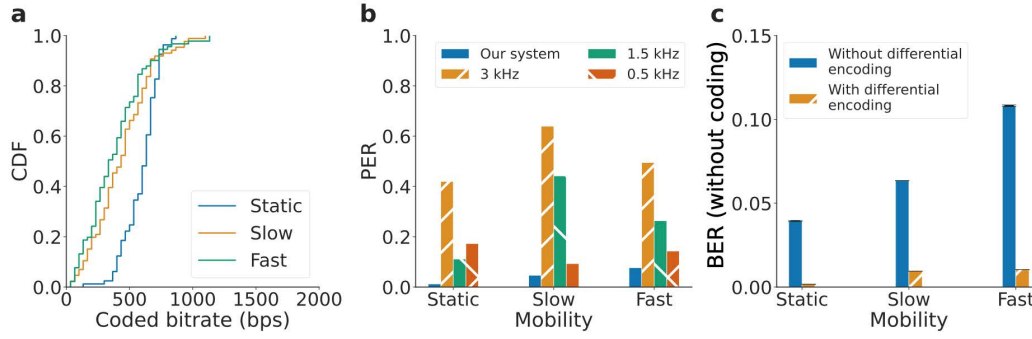 a
CDF
1.0
0.8
0.6
0.4
0.2
0.0
Static
Slow
Fast
0
500
1000
1500
2000
Coded bitrate (bps)
b
PER
1.0
0.8
0.6
0.4
0.2
0.0
Our system
3 kHz
1.5 kHz
0.5 kHz
Static
Slow
Fast
Mobility
c
BER (without coding)
0.15
0.10
0.05
0.00
Without differential
encoding
With differential
encoding
Static
Slow
Fast
Mobility